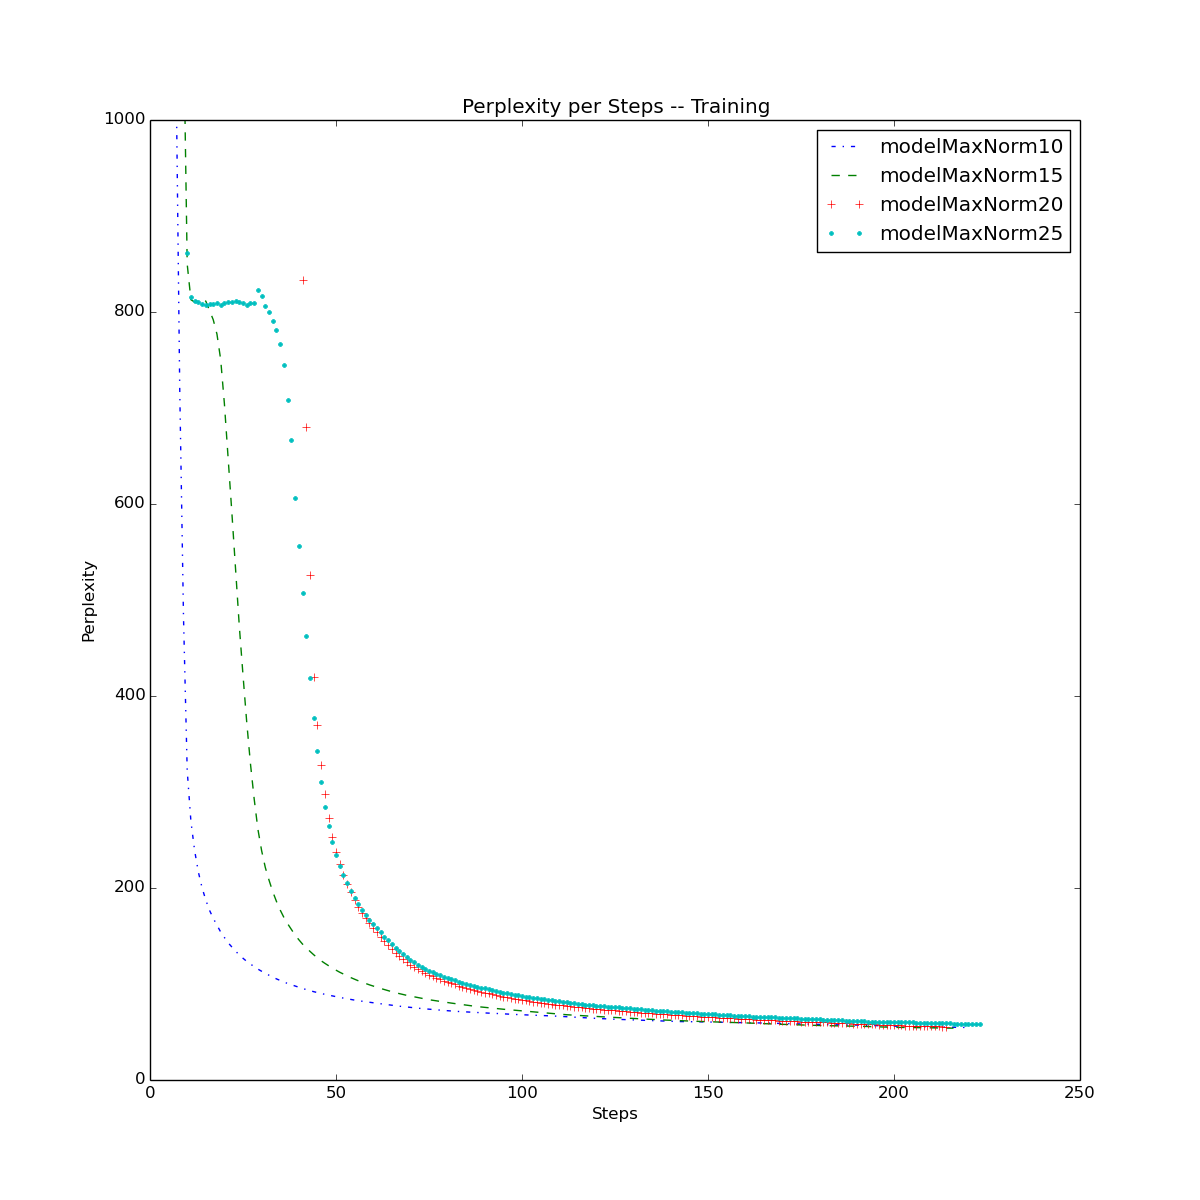 Perplexity per Steps -- Training
1000
800
600
400
200
0
Perplexity
modelMaxNorm10
modelMaxNorm15
modelMaxNorm20
modelMaxNorm25
0 50 100 150 200 250
Steps